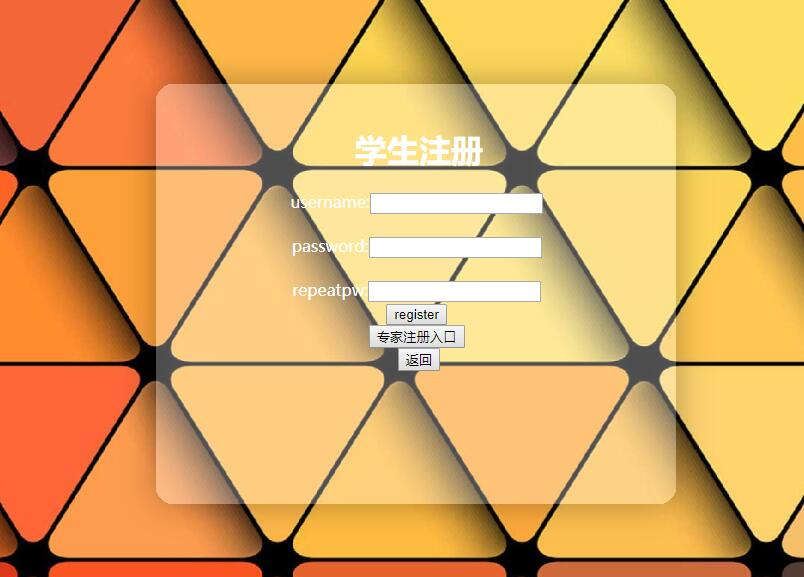 学生注册
username:
password:
repeatpw:
register
专家注册入口
返回